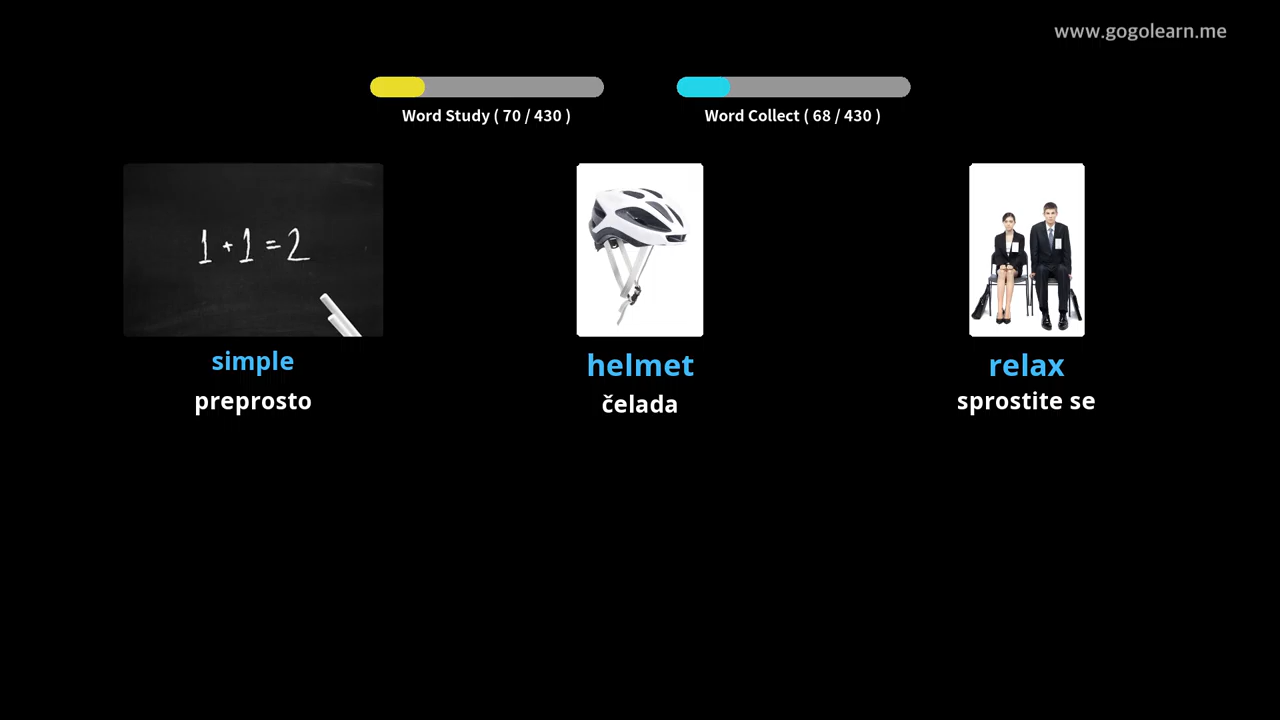 www.gogolearn.me
Word Study ( 70 / 430 )
Word Collect ( 68 / 430 )
1 + 1 = 2
simple
preprosto
helmet
čelada
relax
sprostite se